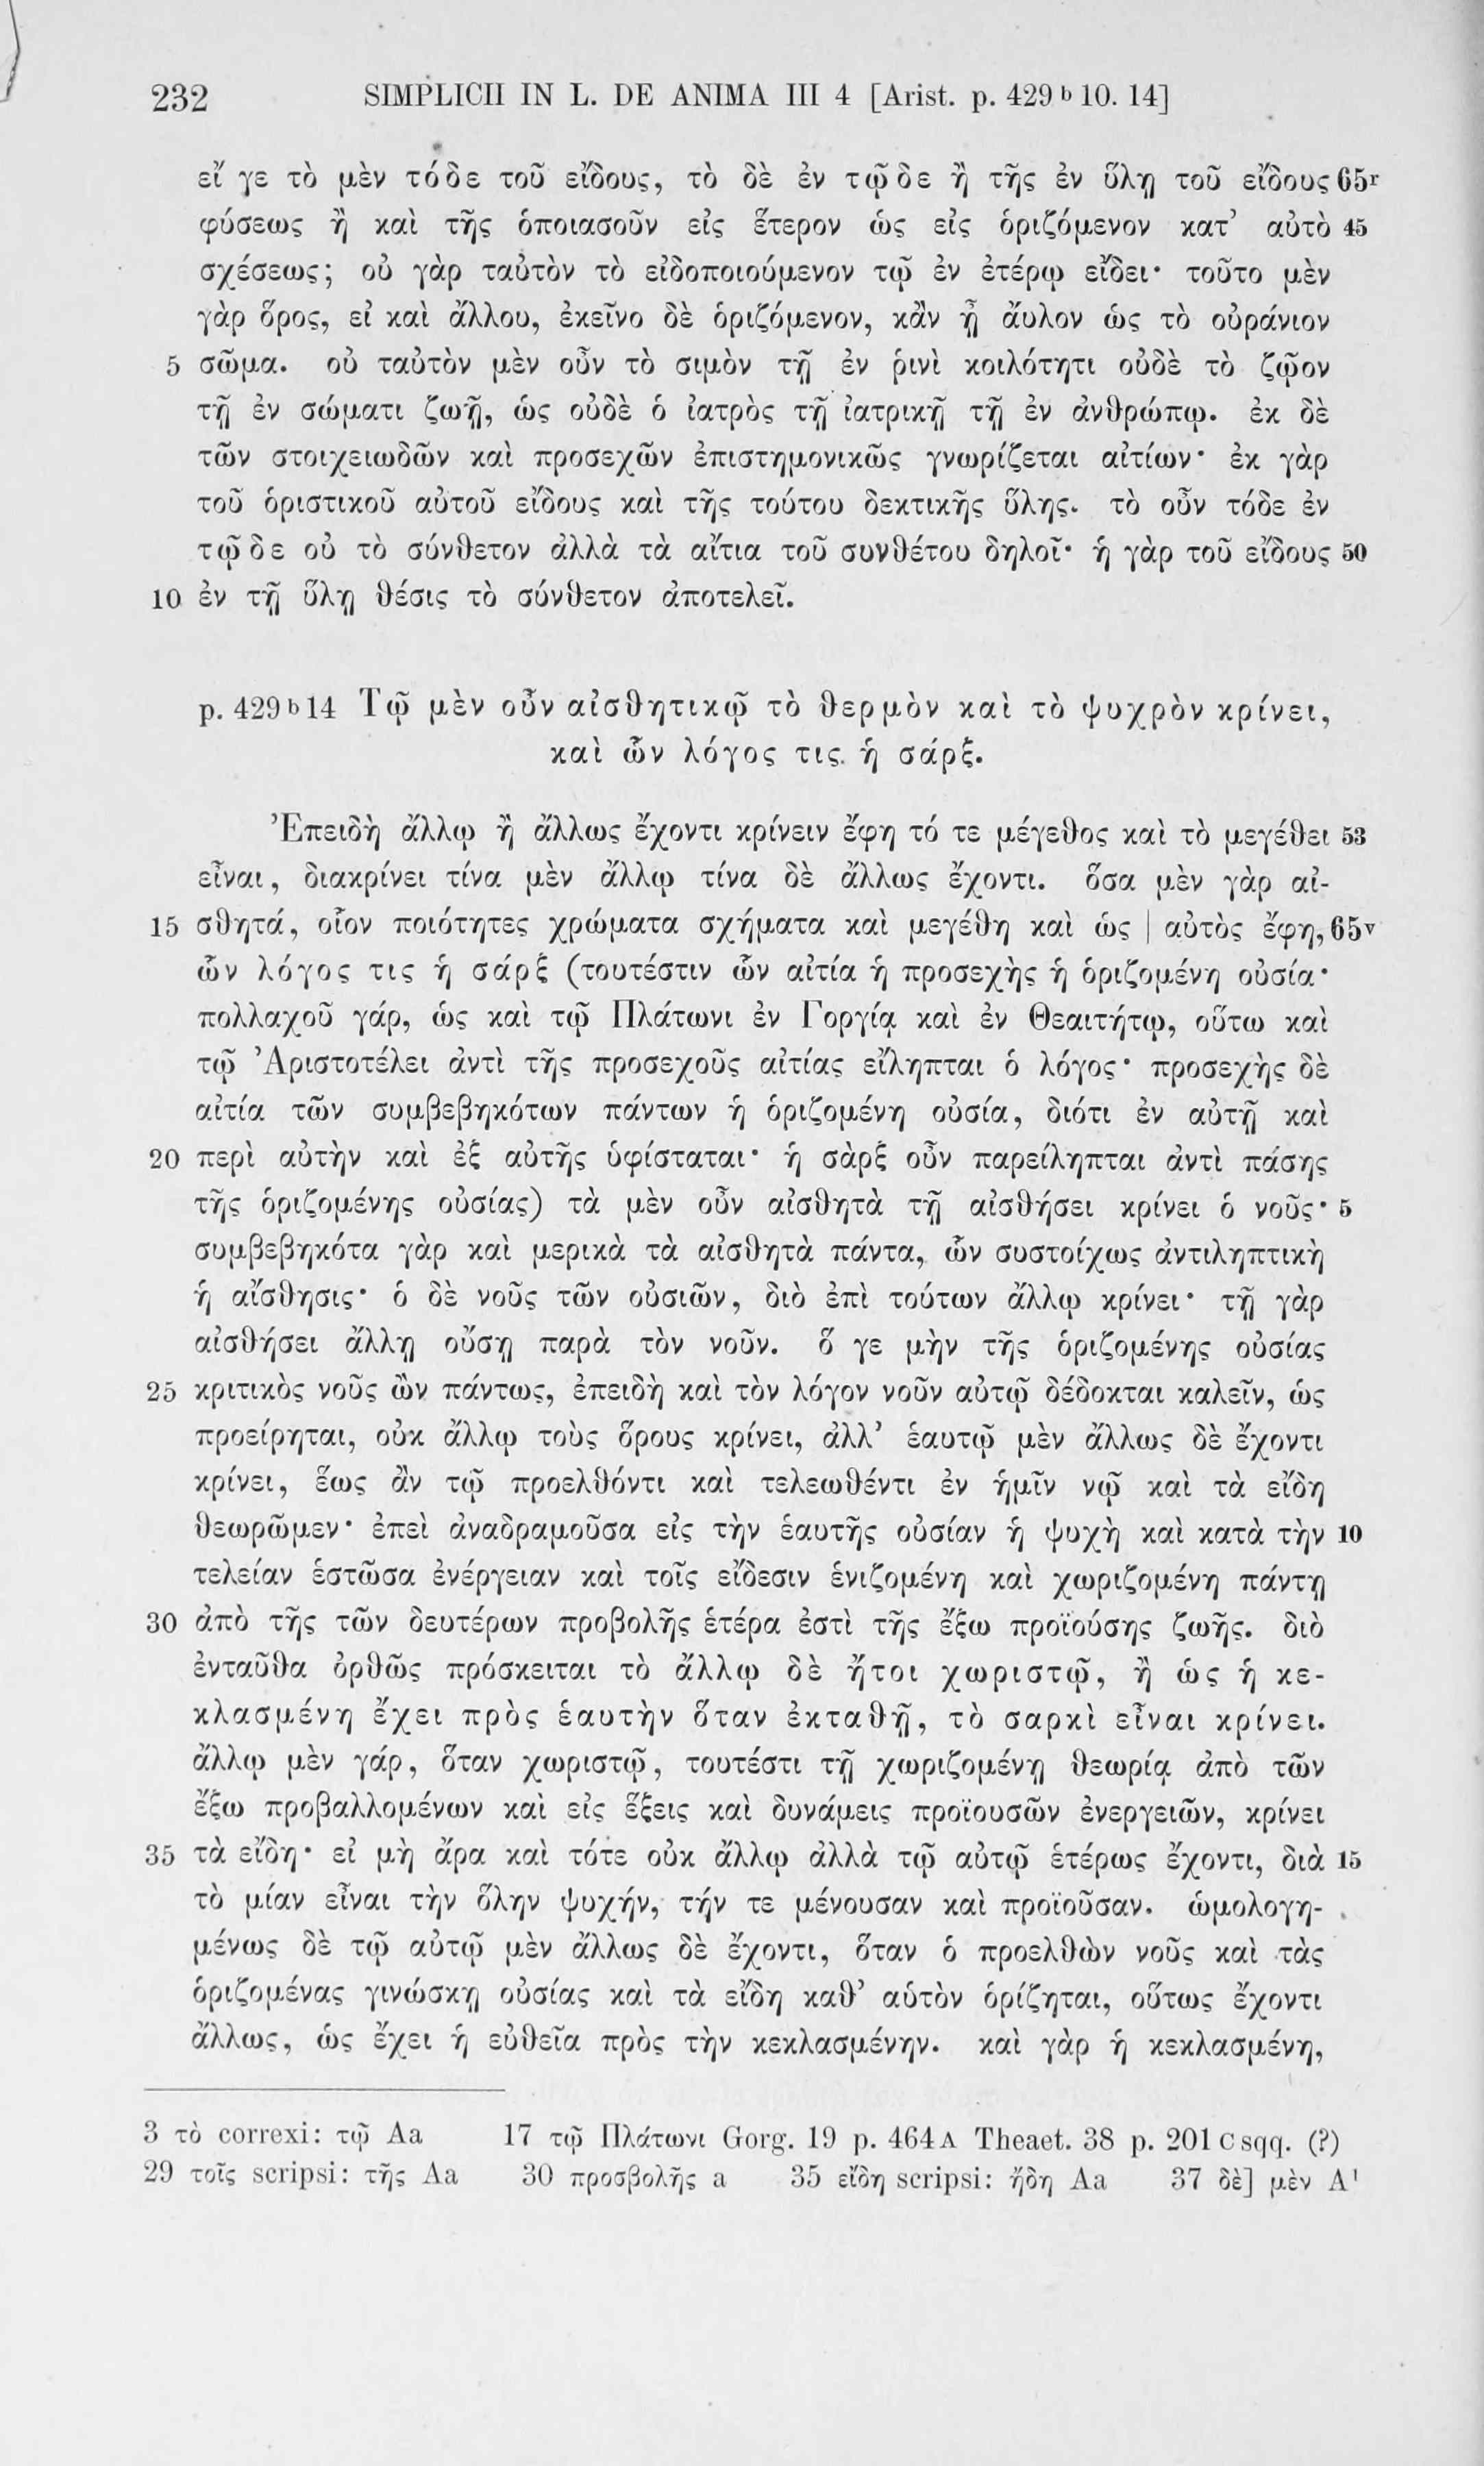 232 SIMPLICII IN L. DE ANIMA III 4 [Arist. p. 429 b 10. 14]
εἴ γε τὸ μὲν τόδε τοῦ εἴδους, τὸ δὲ ἐν τῷδε ἢ τῆς ἐν ὕλῃ τοῦ εἴδους 65r
φύσεως ἢ καὶ τῆς ὁποιασοῦν εἰς ἕτερον ὡς εἰς ὁριζόμενον κατ’ αὐτὸ 45
σχέσεως; οὐ γὰρ ταὐτὸν τὸ εἰδοποιούμενον τῷ ἐν ἑτέρῳ εἴδει· τοῦτο μὲν
γὰρ ὅρος, εἰ καὶ ἄλλου, ἐκεῖνο δὲ ὁριζόμενον, κἂν ᾖ ἄυλον ὡς τὸ οὐράνιον
5 σῶμα. οὐ ταὐτὸν μὲν οὖν τὸ σιμὸν τῇ ἐν ῥινὶ κοιλότητι οὐδὲ τὸ ζῷον
τῇ ἐν σώματι ζωῇ, ὡς οὐδὲ ὁ ἰατρὸς τῇ ἰατρικῇ τῇ ἐν ἀνθρώπῳ. ἐκ δὲ
τῶν στοιχειωδῶν καὶ προσεχῶν ἐπιστημονικῶς γνωρίζεται αἰτίων· ἐκ γὰρ
τοῦ ὁριστικοῦ αὐτοῦ εἴδους καὶ τῆς τούτου δεκτικῆς ὕλης. τὸ οὖν τόδε ἐν
τῷδε οὐ τὸ σύνθετον ἀλλὰ τὰ αἴτια τοῦ συνθέτου δηλοῖ· ἡ γὰρ τοῦ εἴδους 50
10 ἐν τῇ ὕλῃ θέσις τὸ σύνθετον ἀποτελεῖ.
p. 429 b 14 Τῷ μὲν οὖν αἰσθητικῷ τὸ θερμὸν καὶ τὸ ψυχρὸν κρίνει,
καὶ ὧν λόγος τις ἡ σάρξ.
Ἐπειδὴ ἄλλῳ ἢ ἄλλως ἔχοντι κρίνειν ἔφη τό τε μέγεθος καὶ τὸ μεγέθει 53
εἶναι, διακρίνει τίνα μὲν ἄλλῳ τίνα δὲ ἄλλως ἔχοντι. ὅσα μὲν γὰρ αἰ-
15 σθητά, οἷον ποιότητες χρώματα σχήματα καὶ μεγέθη καὶ ὡς | αὐτὸς ἔφη, 65v
ὧν λόγος τις ἡ σάρξ (τουτέστιν ὧν αἰτία ἡ προσεχὴς ἡ ὁριζομένη οὐσία·
πολλαχοῦ γάρ, ὡς καὶ τῷ Πλάτωνι ἐν Γοργίᾳ καὶ ἐν Θεαιτήτῳ, οὕτω καὶ
τῷ Ἀριστοτέλει ἀντὶ τῆς προσεχοῦς αἰτίας εἴληπται ὁ λόγος· προσεχὴς δὲ
αἰτία τῶν συμβεβηκότων πάντων ἡ ὁριζομένη οὐσία, διότι ἐν αὐτῇ καὶ
20 περὶ αὐτὴν καὶ ἐξ αὐτῆς ὑφίσταται· ἡ σὰρξ οὖν παρείληπται ἀντὶ πάσης
τῆς ὁριζομένης οὐσίας) τὰ μὲν οὖν αἰσθητὰ τῇ αἰσθήσει κρίνει ὁ νοῦς· 5
συμβεβηκότα γὰρ καὶ μερικὰ τὰ αἰσθητὰ πάντα, ὧν συστοίχως ἀντιληπτικὴ
ἡ αἴσθησις· ὁ δὲ νοῦς τῶν οὐσιῶν, διὸ ἐπὶ τούτων ἄλλῳ κρίνει· τῇ γὰρ
αἰσθήσει ἄλλῃ οὔσῃ παρὰ τὸν νοῦν. ὅ γε μὴν τῆς ὁριζομένης οὐσίας
25 κριτικὸς νοῦς ὢν πάντως, ἐπειδὴ καὶ τὸν λόγον νοῦν αὐτῷ δέδοκται καλεῖν, ὡς
προείρηται, οὐκ ἄλλῳ τοὺς ὅρους κρίνει, ἀλλ’ ἑαυτῷ μὲν ἄλλως δὲ ἔχοντι
κρίνει, ἕως ἂν τῷ προελθόντι καὶ τελεωθέντι ἐν ἡμῖν νῷ καὶ τὰ εἴδη
θεωρῶμεν· ἐπεὶ ἀναδραμοῦσα εἰς τὴν ἑαυτῆς οὐσίαν ἡ ψυχὴ καὶ κατὰ τὴν 10
τελείαν ἑστῶσα ἐνέργειαν καὶ τοῖς εἴδεσιν ἑνιζομένη καὶ χωριζομένη πάντῃ
30 ἀπὸ τῆς τῶν δευτέρων προβολῆς ἑτέρα ἐστὶ τῆς ἔξω προϊούσης ζωῆς. διὸ
ἐνταῦθα ὀρθῶς πρόσκειται τὸ ἄλλῳ δὲ ἤτοι χωριστῷ, ἢ ὡς ἡ κε-
κλασμένη ἔχει πρὸς ἑαυτὴν ὅταν ἐκταθῇ, τὸ σαρκὶ εἶναι κρίνει.
ἄλλῳ μὲν γάρ, ὅταν χωριστῷ, τουτέστι τῇ χωριζομένῃ θεωρίᾳ ἀπὸ τῶν
ἔξω προβαλλομένων καὶ εἰς ἕξεις καὶ δυνάμεις προϊουσῶν ἐνεργειῶν, κρίνει
35 τὰ εἴδη· εἰ μὴ ἄρα καὶ τότε οὐκ ἄλλῳ ἀλλὰ τῷ αὐτῷ ἑτέρως ἔχοντι, διὰ 15
τὸ μίαν εἶναι τὴν ὅλην ψυχήν, τήν τε μένουσαν καὶ προϊοῦσαν. ὡμολογη-
μένως δὲ τῷ αὐτῷ μὲν ἄλλως δὲ ἔχοντι, ὅταν ὁ προελθὼν νοῦς καὶ τὰς
ὁριζομένας γινώσκῃ οὐσίας καὶ τὰ εἴδη καθ’ αὑτὸν ὁρίζηται, οὕτως ἔχοντι
ἄλλως, ὡς ἔχει ἡ εὐθεῖα πρὸς τὴν κεκλασμένην. καὶ γὰρ ἡ κεκλασμένη,
3 τὸ correxi: τῷ Aa 17 τῷ Πλάτωνι Gorg. 19 p. 464 A Theaet. 38 p. 201 C sqq. (?)
29 τοῖς scripsi: τῆς Aa 30 προσβολῆς a 35 εἴδη scripsi: ἤδη Aa 37 δὲ] μὲν A¹